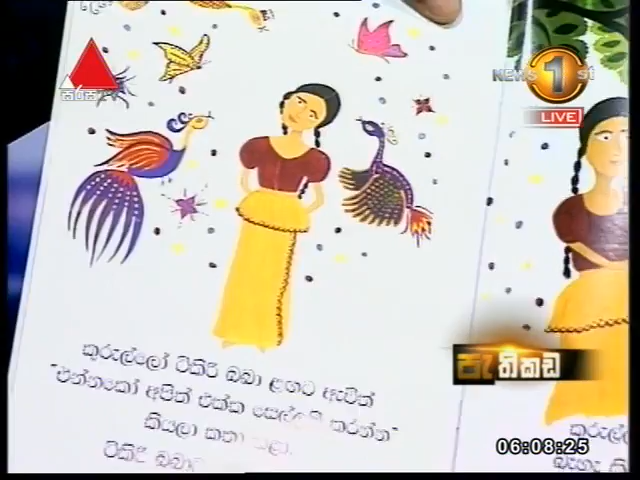 සිරස
NEWS 1st
LIVE
කුරුල්ලෝ ටිකිරි බබා ළඟට ඇවිත්
"එන්නකෝ අපිත් එක්ක සෙල්ලම් කරන්න"
කියලා කතා කළා.
ටිකිරි බබා
පැතිකඩ
කුරුල්
06:08:25